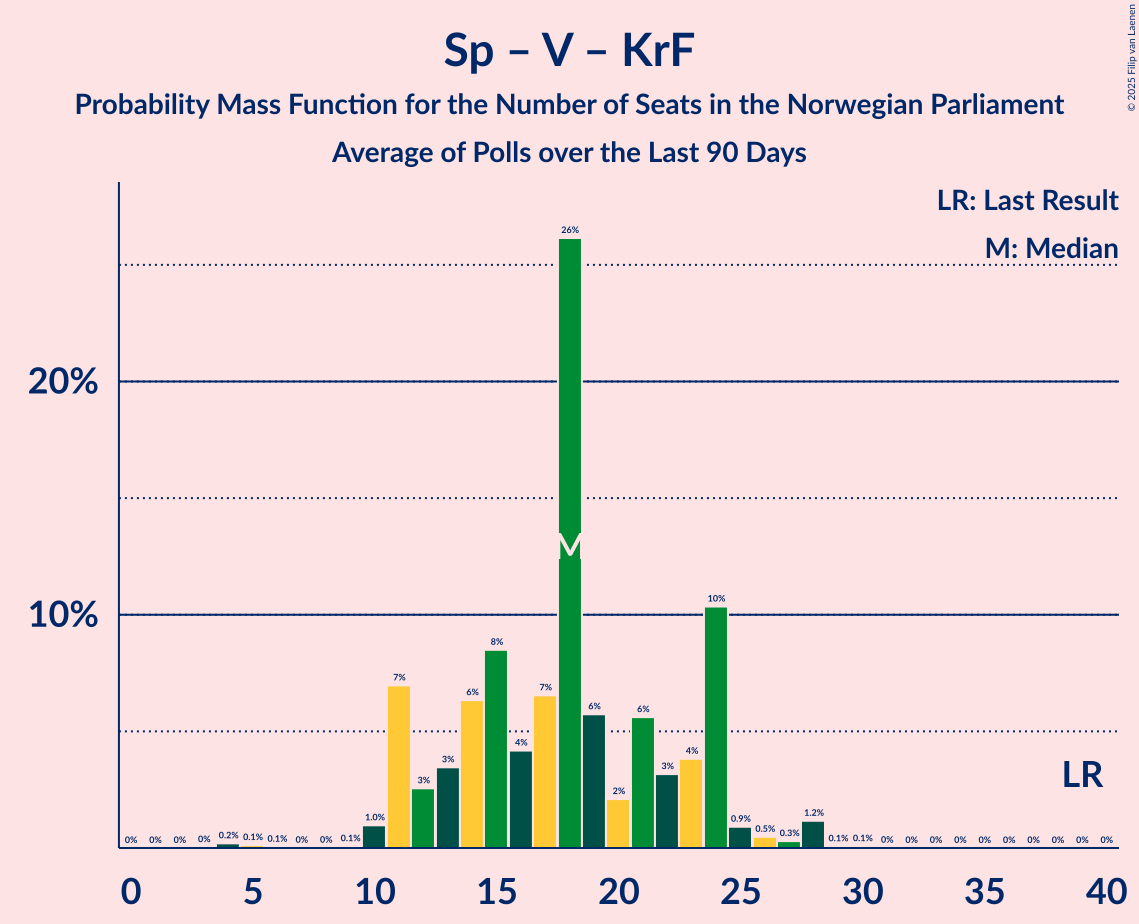 Sp – V – KrF
Probability Mass Function for the Number of Seats in the Norwegian Parliament
Average of Polls over the Last 90 Days
© 2025 Filip van Laenen
LR: Last Result
M: Median
20%
10%
0% 0% 0% 0% 0.2% 0.1% 0.1% 0% 0% 0.1% 1.0% 7% 3% 3% 6% 8% 4% 7% 26% 6% 2% 6% 3% 4% 10% 0.9% 0.5% 0.3% 1.2% 0.1% 0.1% 0% 0% 0% 0% 0% 0% 0% 0% 0% 0%
M
LR
0 5 10 15 20 25 30 35 40